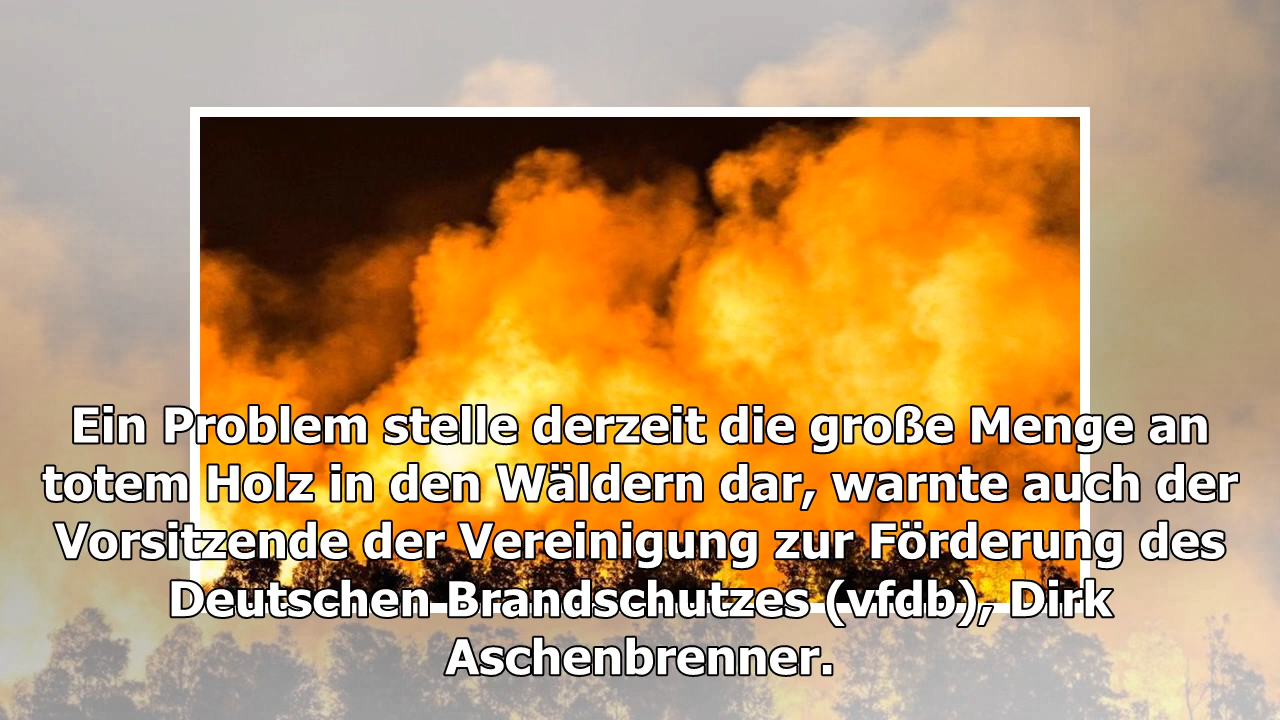 Ein Problem stelle derzeit die große Menge an
totem Holz in den Wäldern dar, warnte auch der
Vorsitzende der Vereinigung zur Förderung des
Deutschen Brandschutzes (vfdb), Dirk
Aschenbrenner.